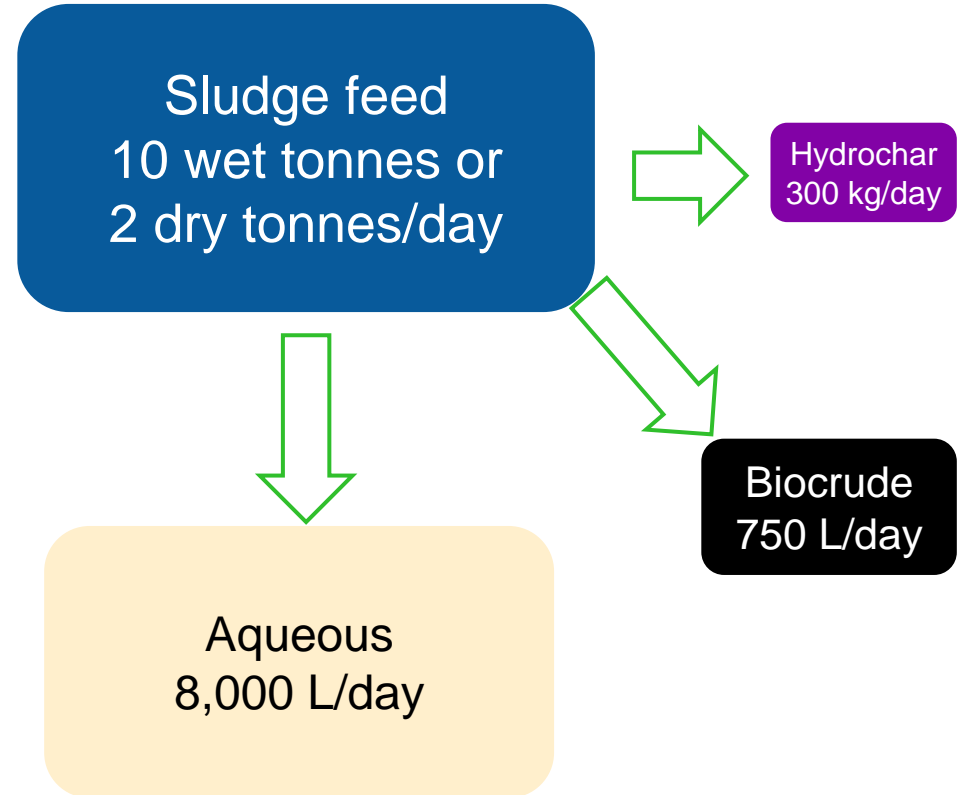 Sludge feed
10 wet tonnes or
2 dry tonnes/day
Hydrochar
300 kg/day
Biocrude
750 L/day
Aqueous
8,000 L/day